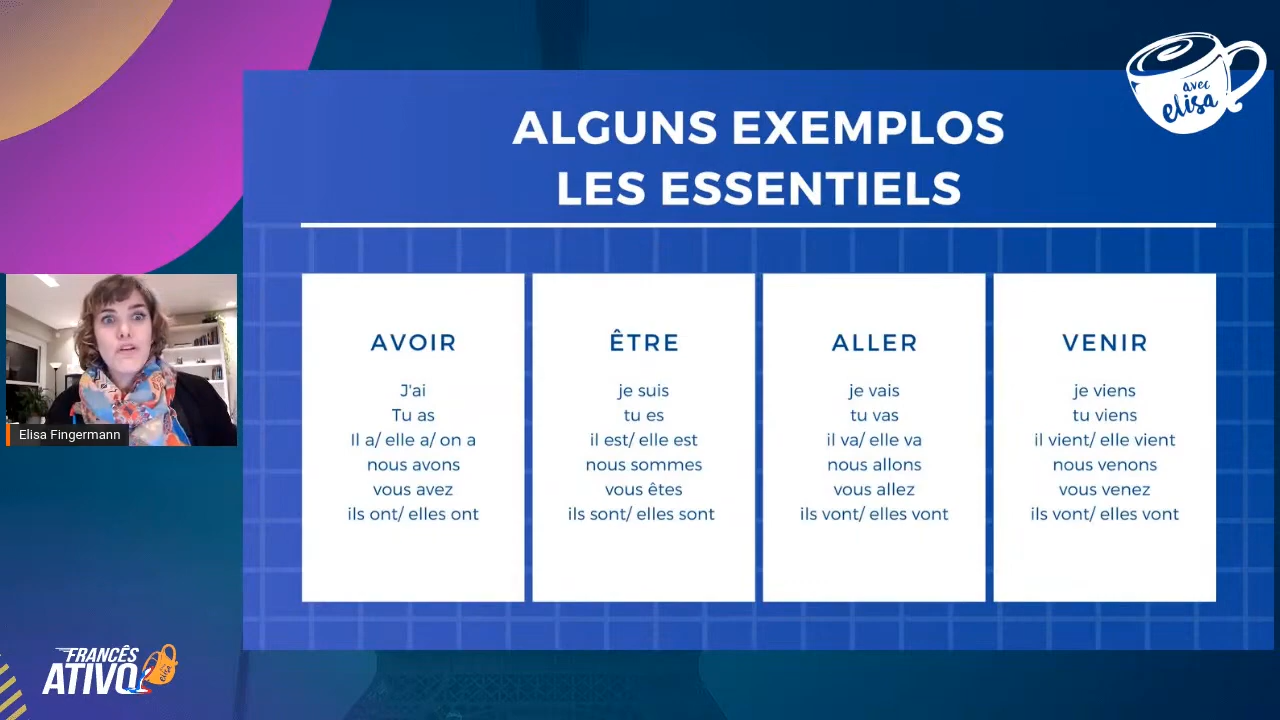 avec
elisa
ALGUNS EXEMPLOS
LES ESSENTIELS
AVOIR
J'ai
Tu as
Il a/ elle a/ on a
nous avons
vous avez
ils ont/ elles ont
ÊTRE
je suis
tu es
il est/ elle est
nous sommes
vous êtes
ils sont/ elles sont
ALLER
je vais
tu vas
il va/ elle va
nous allons
vous allez
ils vont/ elles vont
VENIR
je viens
tu viens
il vient/ elle vient
nous venons
vous venez
ils vont/ elles vont
Elisa Fingermann
FRANCÊS
ATIVO
elisa